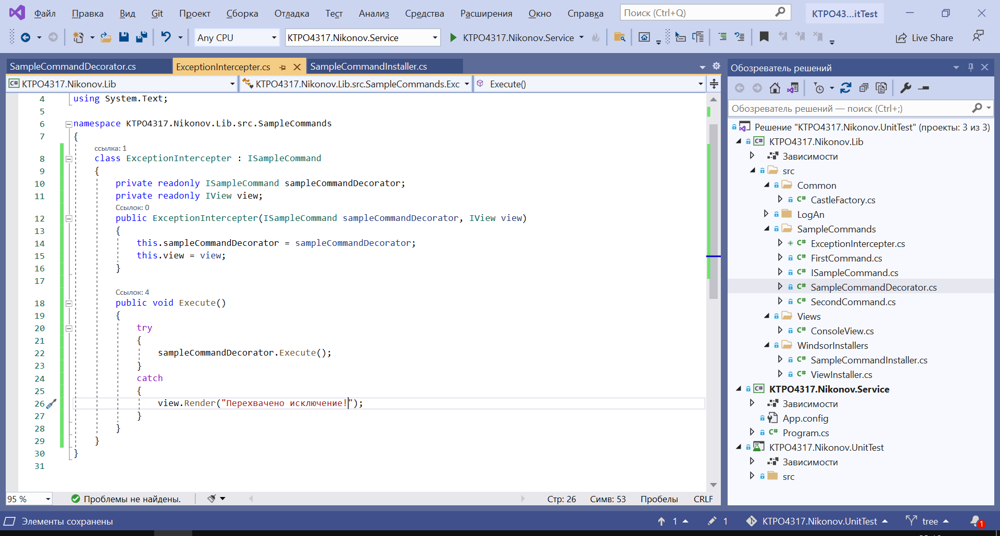 Файл Правка Вид Git Проект Сборка Отладка Тест Анализ Средства Расширения Окно Справка Поиск (Ctrl+Q) KTPO43...itTest
Any CPU KTPO4317.Nikonov.Service KTPO4317.Nikonov.Service Live Share
SampleCommandDecorator.cs ExceptionIntercepter.cs SampleCommandInstaller.cs
C# KTPO4317.Nikonov.Lib KTPO4317.Nikonov.Lib.src.SampleCommands.Exc Execute()
4 using System.Text;
5
6 namespace KTPO4317.Nikonov.Lib.src.SampleCommands
7 {
ссылка: 1
8 class ExceptionIntercepter : ISampleCommand
9 {
10 private readonly ISampleCommand sampleCommandDecorator;
11 private readonly IView view;
Ссылок: 0
12 public ExceptionIntercepter(ISampleCommand sampleCommandDecorator, IView view)
13 {
14 this.sampleCommandDecorator = sampleCommandDecorator;
15 this.view = view;
16 }
17
Ссылок: 4
18 public void Execute()
19 {
20 try
21 {
22 sampleCommandDecorator.Execute();
23 }
24 catch
25 {
26 view.Render("Перехвачено исключение!");
27 }
28 }
29 }
30 }
31
95 % Проблемы не найдены. Стр: 26 Симв: 53 Пробелы CRLF
Обозреватель решений
Обозреватель решений — поиск (Ctrl+;)
Решение "KTPO4317.Nikonov.UnitTest" (проекты: 3 из 3)
C# KTPO4317.Nikonov.Lib
Зависимости
src
Common
C# CastleFactory.cs
LogAn
SampleCommands
C# ExceptionIntercepter.cs
C# FirstCommand.cs
C# ISampleCommand.cs
C# SampleCommandDecorator.cs
C# SecondCommand.cs
Views
C# ConsoleView.cs
WindsorInstallers
C# SampleCommandInstaller.cs
C# ViewInstaller.cs
C# KTPO4317.Nikonov.Service
Зависимости
App.config
C# Program.cs
KTPO4317.Nikonov.UnitTest
Зависимости
src
Элементы сохранены 1 1 KTPO4317.Nikonov.UnitTest tree 1